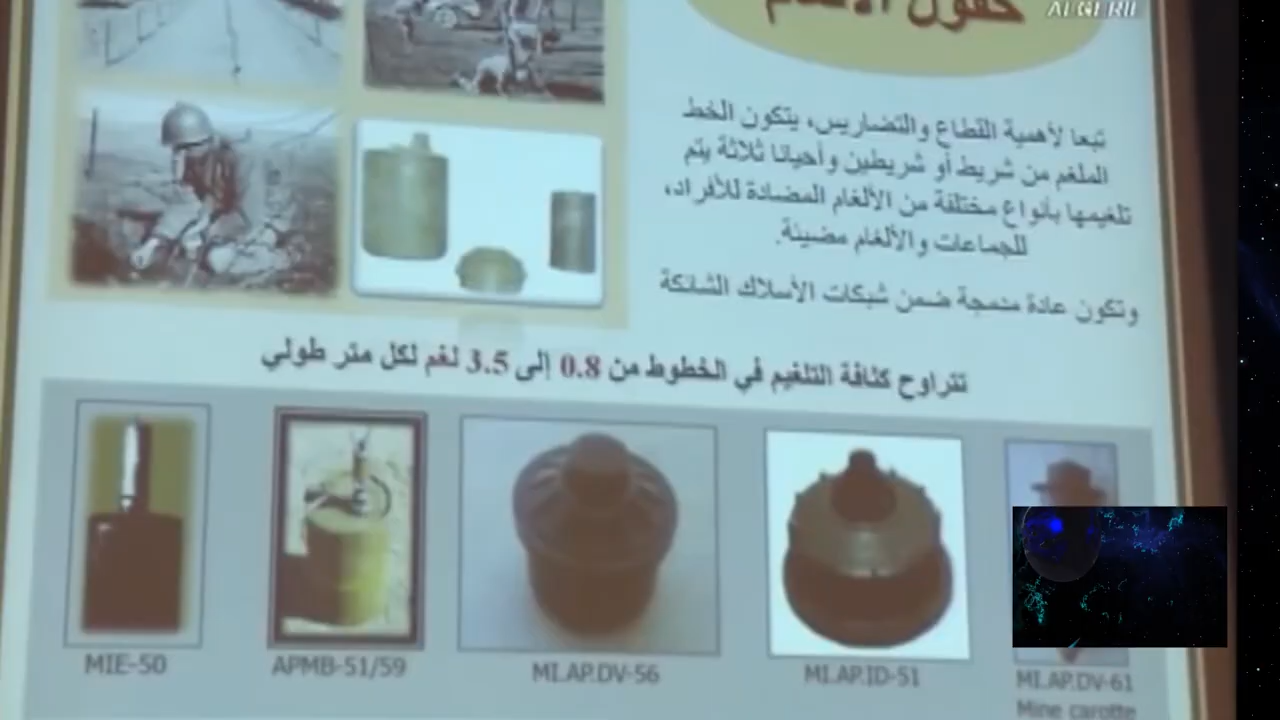 حقول الألغام
ALGERIE
تبعا لأهمية القطاع والتضاريس، يتكون الخط
الملغم من شريط أو شريطين وأحيانا ثلاثة يتم
تلغيمها بأنواع مختلفة من الألغام المضادة للأفراد،
للجماعات والألغام مضيئة.
وتكون عادة مدمجة ضمن شبكات الأسلاك الشائكة
تتراوح كثافة التلغيم في الخطوط من 0.8 إلى 3.5 لغم لكل متر طولي
MIE-50
APMB-51/59
MI.AP.DV-56
MI.AP.ID-51
MI.AP.DV-61
Mine carotte